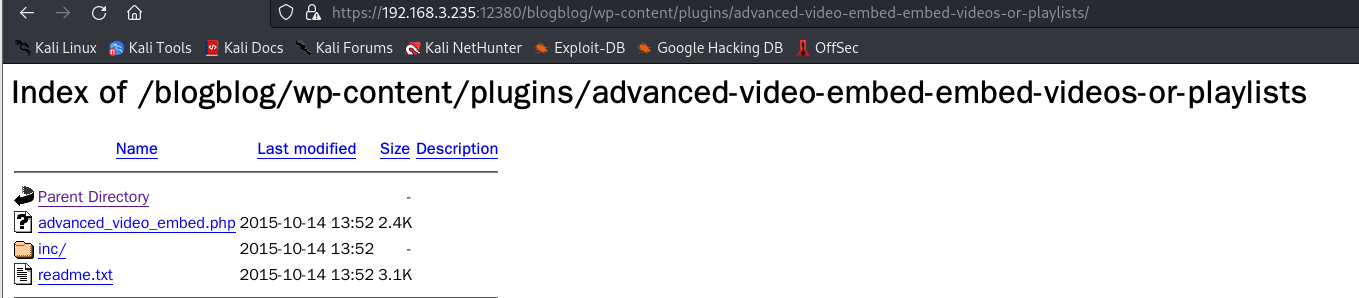 https://192.168.3.235:12380/blogblog/wp-content/plugins/advanced-video-embed-embed-videos-or-playlists/
Kali Linux Kali Tools Kali Docs Kali Forums Kali NetHunter Exploit-DB Google Hacking DB OffSec
Index of /blogblog/wp-content/plugins/advanced-video-embed-embed-videos-or-playlists
Name Last modified Size Description
Parent Directory -
advanced_video_embed.php 2015-10-14 13:52 2.4K
inc/ 2015-10-14 13:52 -
readme.txt 2015-10-14 13:52 3.1K